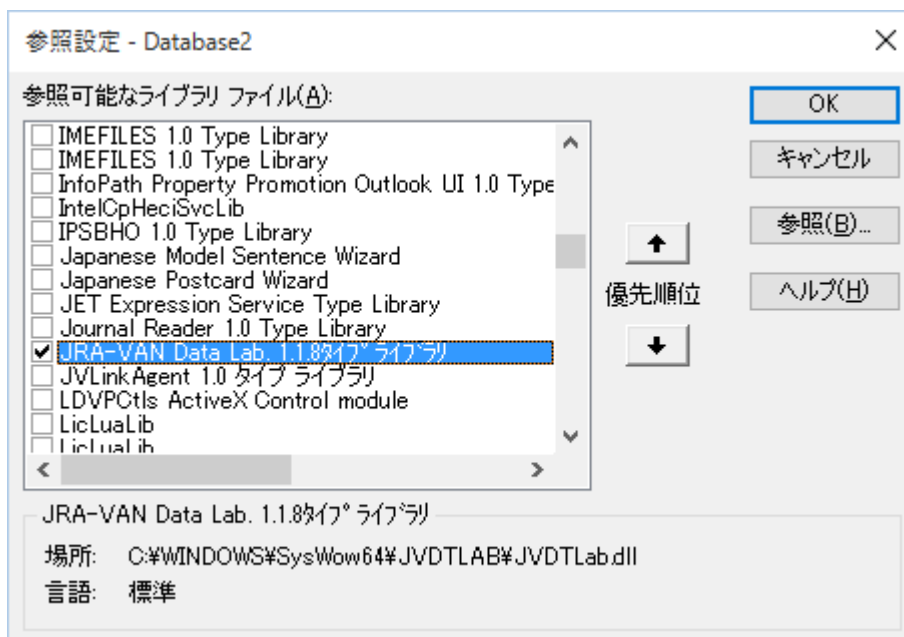 参照設定 - Database2
参照可能なライブラリ ファイル(A):
IMEFILES 1.0 Type Library
IMEFILES 1.0 Type Library
InfoPath Property Promotion Outlook UI 1.0 Type
IntelCpHeciSvcLib
IPSBHO 1.0 Type Library
Japanese Model Sentence Wizard
Japanese Postcard Wizard
JET Expression Service Type Library
Journal Reader 1.0 Type Library
JRA-VAN Data Lab. 1.1.8ﾀｲﾌﾟ ﾗｲﾌﾞﾗﾘ
JVLinkAgent 1.0 タイプ ライブラリ
LDVPCtls ActiveX Control module
LicLuaLib
LicLuaLib
優先順位
OK
キャンセル
参照(B)...
ヘルプ(H)
JRA-VAN Data Lab. 1.1.8ﾀｲﾌﾟ ﾗｲﾌﾞﾗﾘ
場所: C:¥WINDOWS¥SysWow64¥JVDTLAB¥JVDTLab.dll
言語: 標準